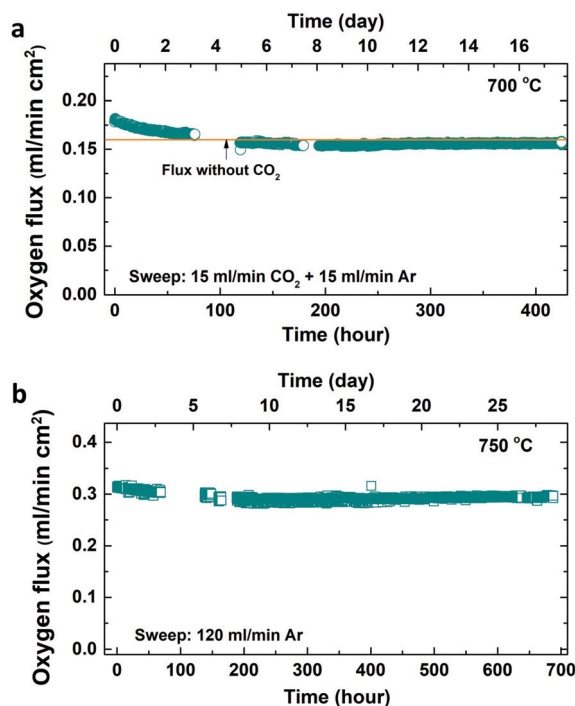 a
Time (day)
0 2 4 6 8 10 12 14 16
700 °C
0.20
0.15
0.10
0.05
0.00
Oxygen flux (ml/min cm²)
Flux without CO₂
Sweep: 15 ml/min CO₂ + 15 ml/min Ar
0 100 200 300 400
Time (hour)
b
Time (day)
0 5 10 15 20 25
750 °C
0.4
0.3
0.2
0.1
0.0
Oxygen flux (ml/min cm²)
Sweep: 120 ml/min Ar
0 100 200 300 400 500 600 700
Time (hour)